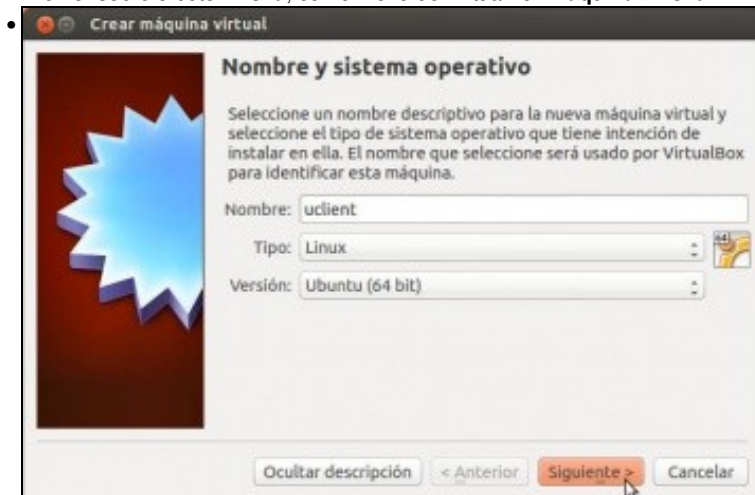 Crear máquina virtual
Nombre y sistema operativo
Seleccione un nombre descriptivo para la nueva máquina virtual y
seleccione el tipo de sistema operativo que tiene intención de
instalar en ella. El nombre que seleccione será usado por VirtualBox
para identificar esta máquina.
Nombre: uclient
Tipo: Linux
64
Versión: Ubuntu (64 bit)
Ocultar descripción < Anterior Siguiente > Cancelar